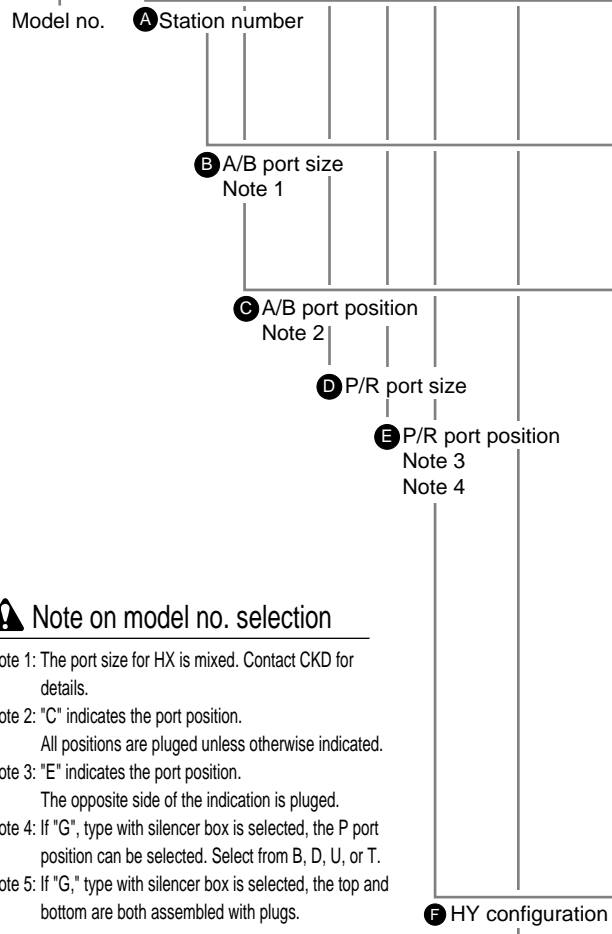 Model no.
A Station number
B A/B port size
Note 1
C A/B port position
Note 2
D P/R port size
E P/R port position
Note 3
Note 4
Note on model no. selection
ote 1: The port size for HX is mixed. Contact CKD for
details.
ote 2: "C" indicates the port position.
All positions are pluged unless otherwise indicated.
ote 3: "E" indicates the port position.
The opposite side of the indication is pluged.
ote 4: If "G", type with silencer box is selected, the P port
position can be selected. Select from B, D, U, or T.
ote 5: If "G," type with silencer box is selected, the top and
bottom are both assembled with plugs.
F HY configuration